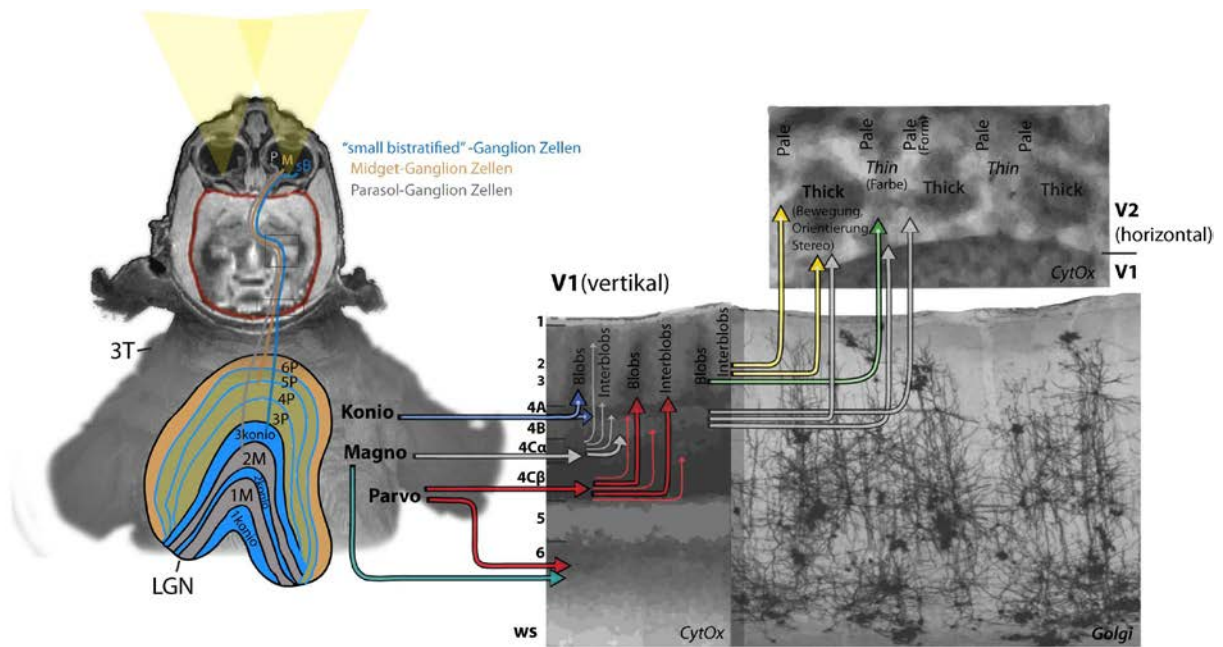 P
M
sB
"small bistratified"-Ganglion Zellen
Midget-Ganglion Zellen
Parasol-Ganglion Zellen
3T
6P
5P
4P
3P
3konio
2M
2konio
1M
1konio
LGN
Konio
Magno
Parvo
V1(vertikal)
1
2
3
4A
4B
4Cα
4Cβ
5
6
ws
Blobs
Interblobs
Blobs
Interblobs
Blobs
Interblobs
CytOx
Golgi
Pale
Pale
Pale
(Form)
Pale
Pale
Thin
(Farbe)
Thin
Thick
(Bewegung,
Orientierung,
Stereo)
Thick
Thick
CytOx
V2
(horizontal)
V1